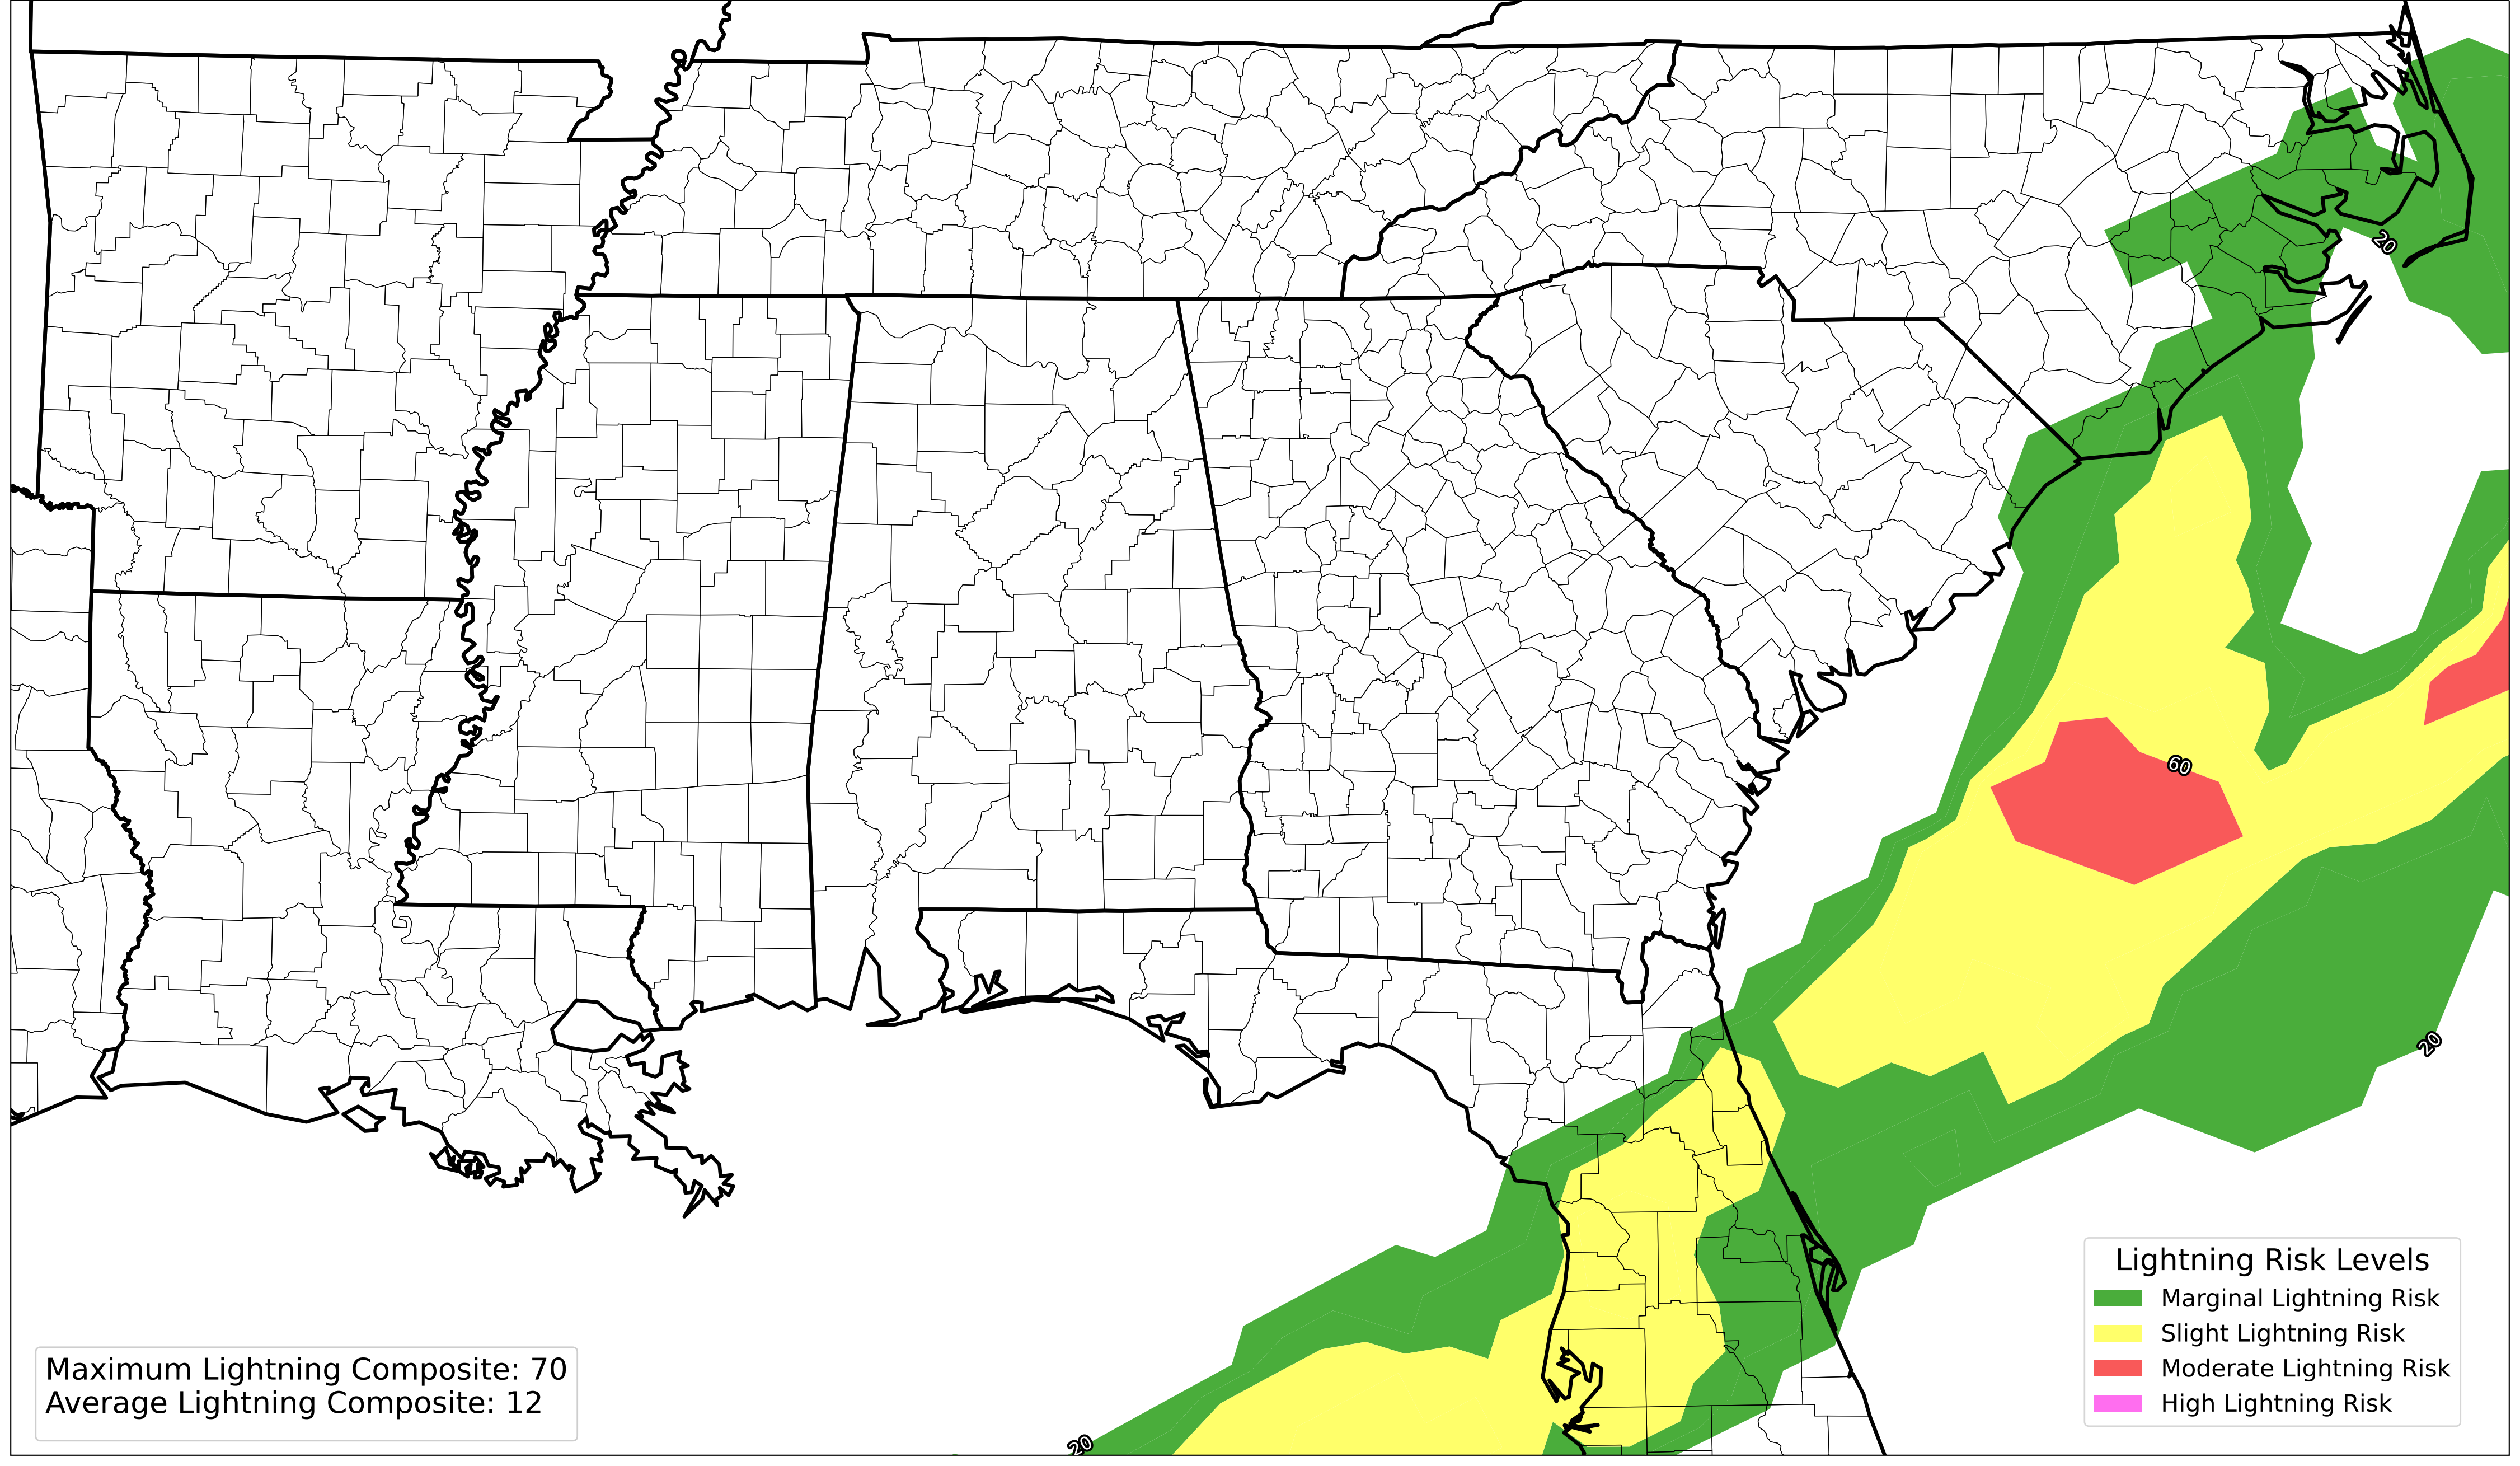 20
60
20
20
Maximum Lightning Composite: 70
Average Lightning Composite: 12
Lightning Risk Levels
Marginal Lightning Risk
Slight Lightning Risk
Moderate Lightning Risk
High Lightning Risk